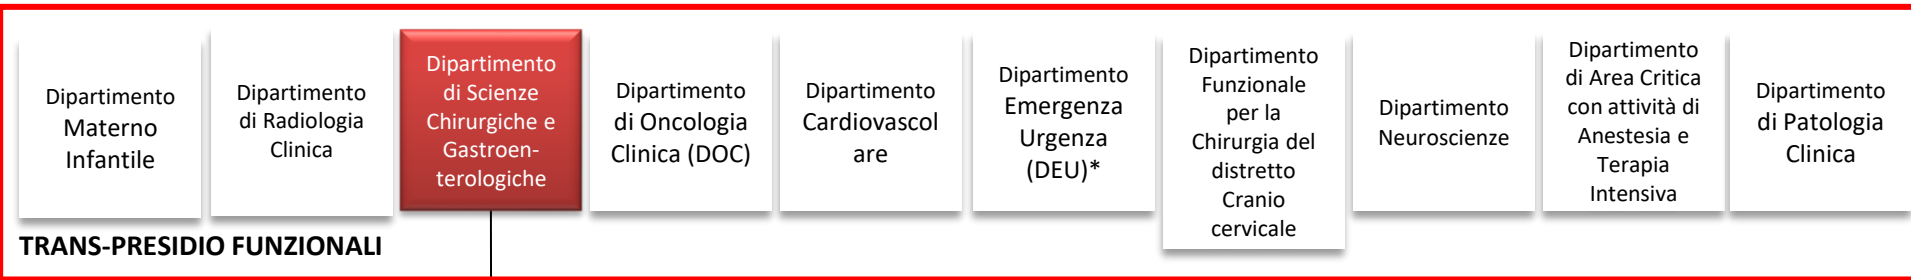 Dipartimento
Materno
Infantile
Dipartimento
di Radiologia
Clinica
Dipartimento
di Scienze
Chirurgiche e
Gastroen-
terologiche
Dipartimento
di Oncologia
Clinica (DOC)
Dipartimento
Cardiovascol
are
Dipartimento
Emergenza
Urgenza
(DEU)*
Dipartimento
Funzionale
per la
Chirurgia del
distretto
Cranio
cervicale
Dipartimento
Neuroscienze
Dipartimento
di Area Critica
con attività di
Anestesia e
Terapia
Intensiva
Dipartimento
di Patologia
Clinica
TRANS-PRESIDIO FUNZIONALI